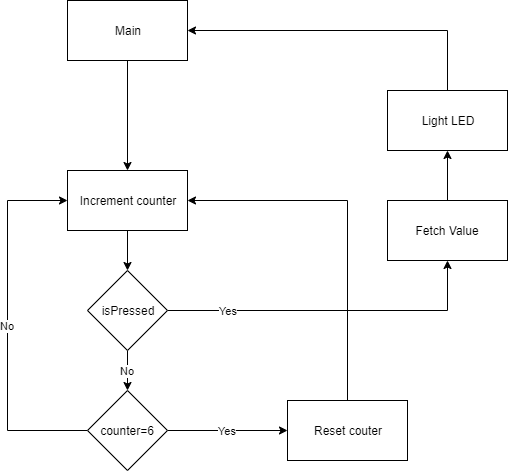 Main
Light LED
Increment counter
Fetch Value
isPressed
Yes
No
No
counter=6
Yes
Reset couter